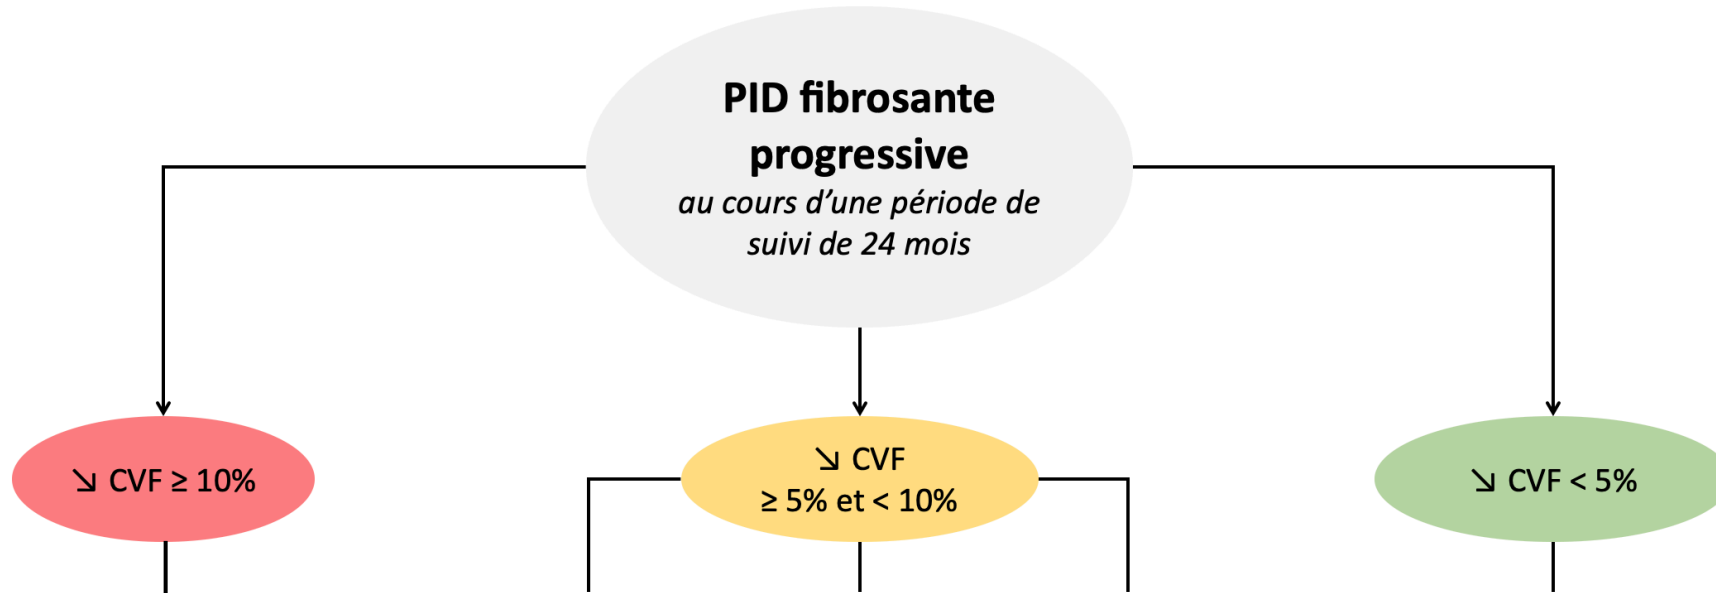 PID fibrosante
progressive
au cours d’une période de
suivi de 24 mois
↘ CVF ≥ 10%
↘ CVF
≥ 5% et < 10%
↘ CVF < 5%